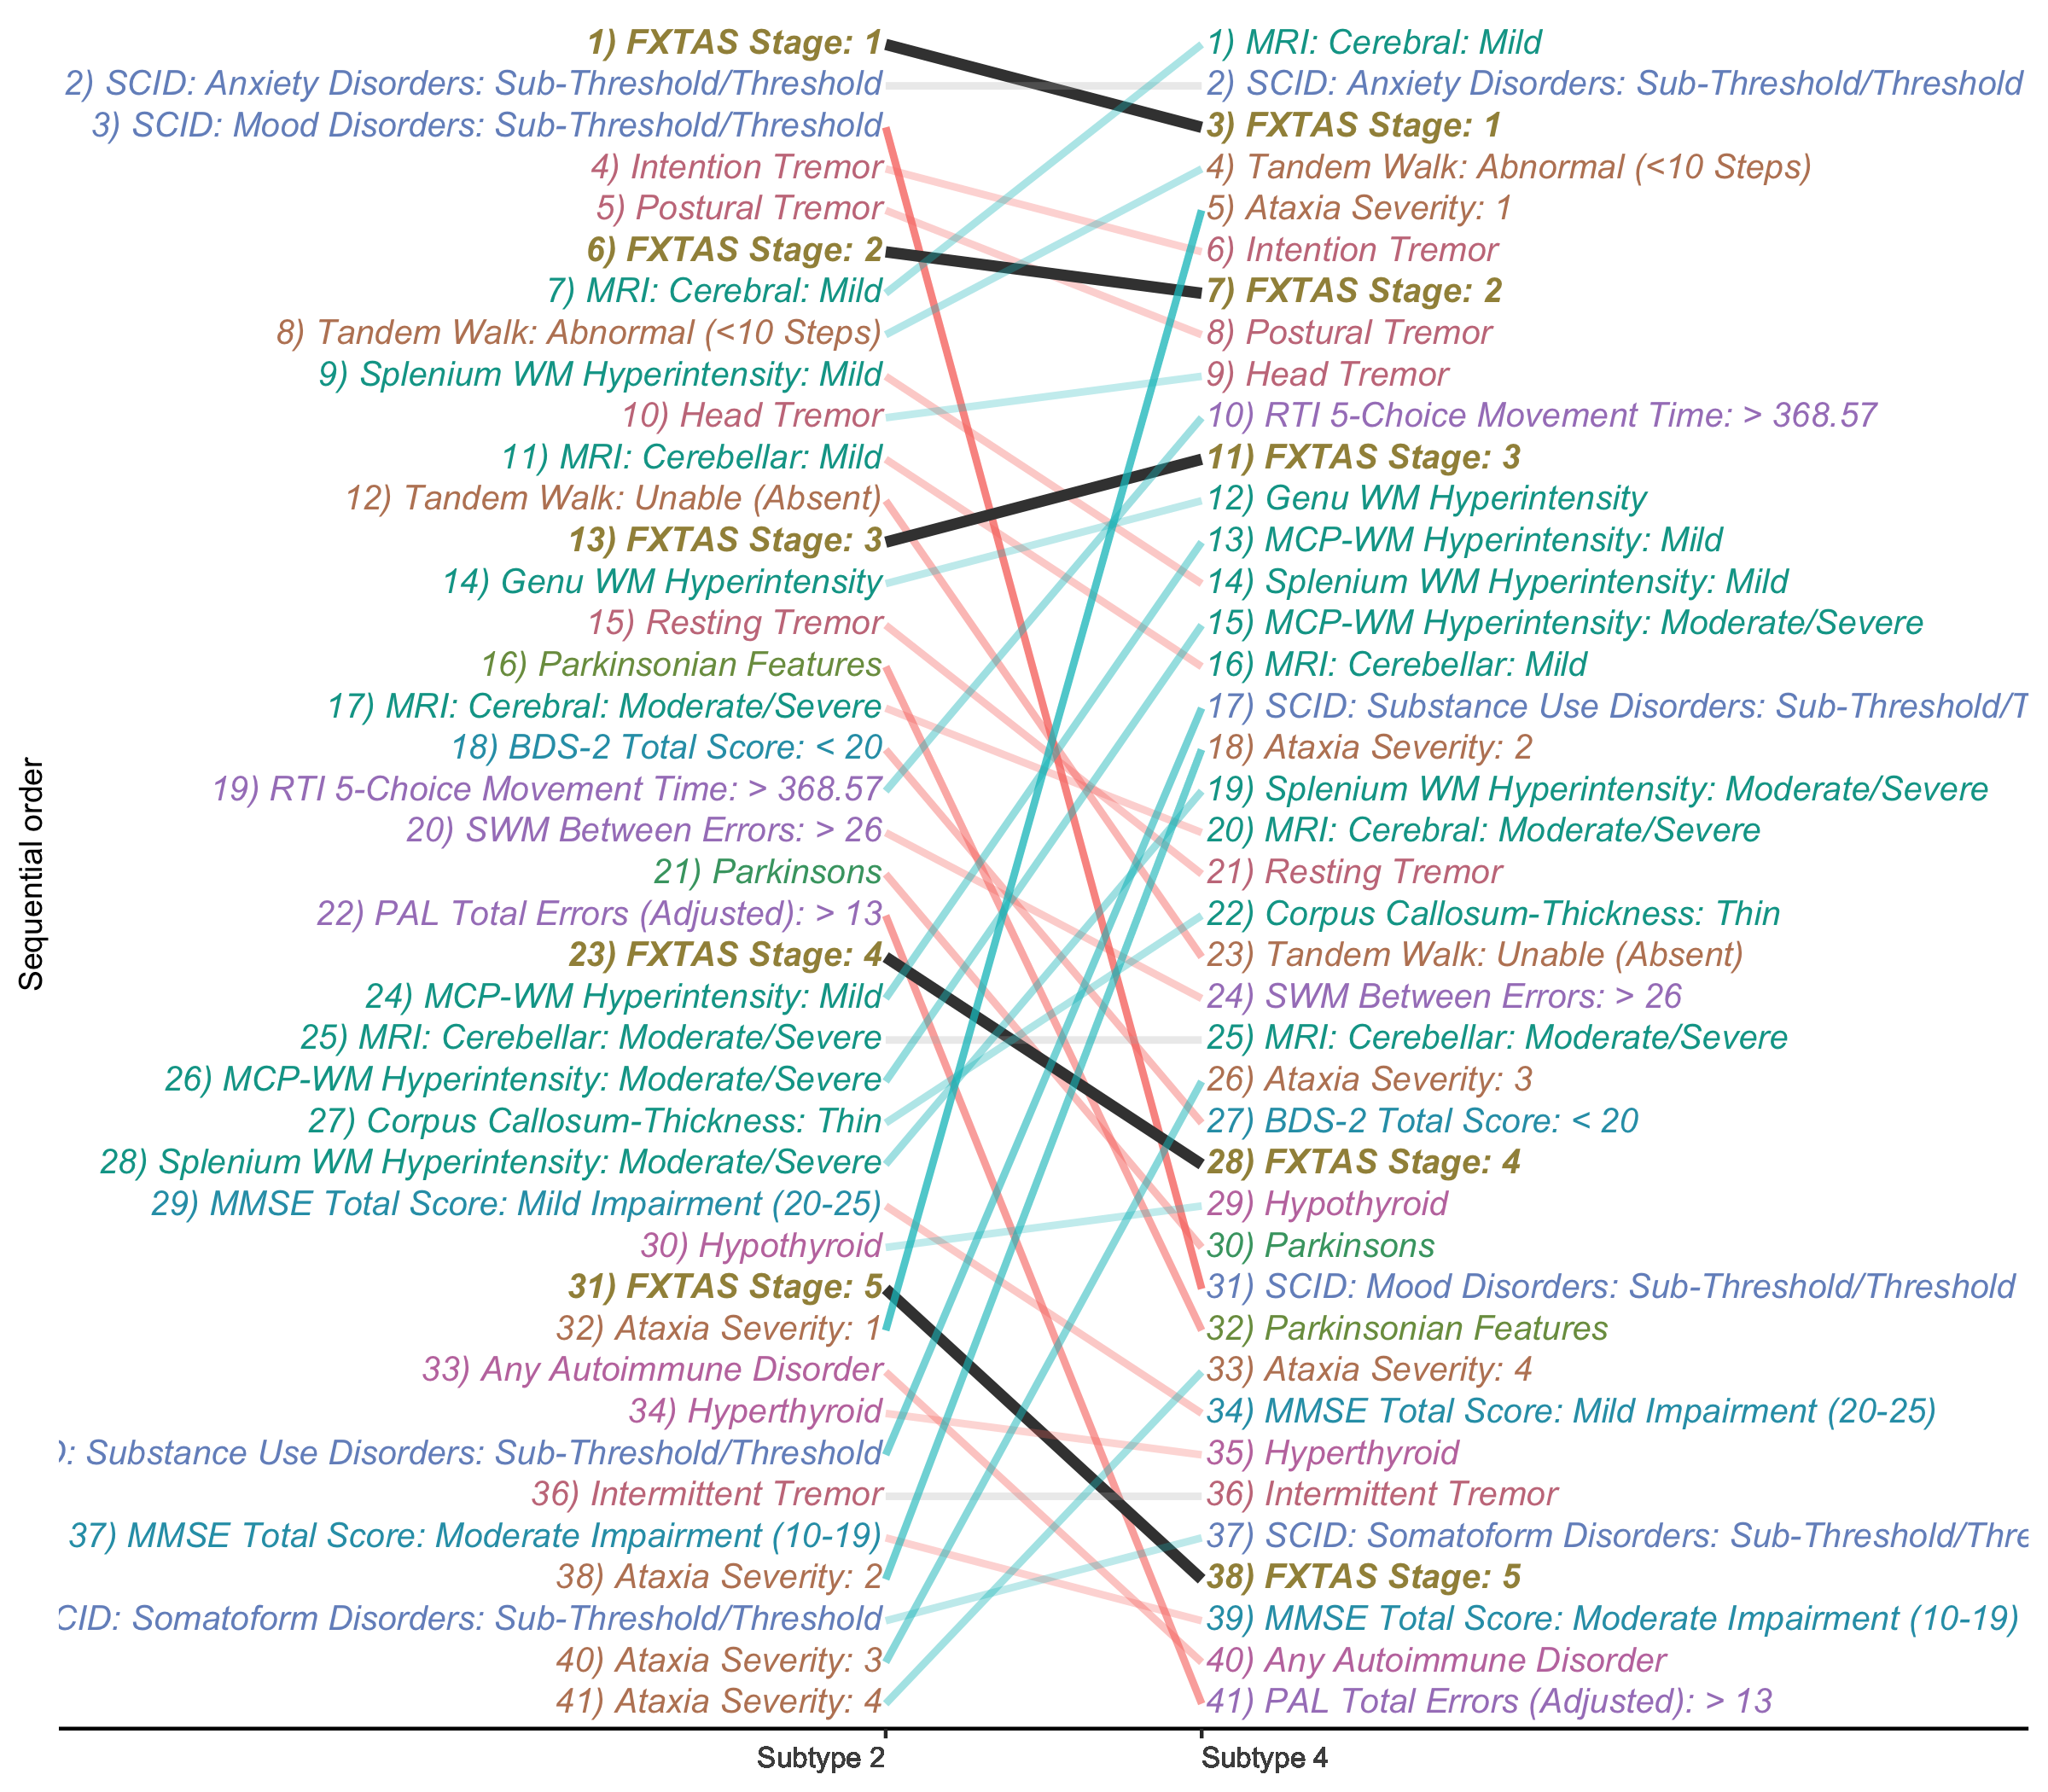 Sequential order
1) FXTAS Stage: 1
2) SCID: Anxiety Disorders: Sub-Threshold/Threshold
3) SCID: Mood Disorders: Sub-Threshold/Threshold
4) Intention Tremor
5) Postural Tremor
6) FXTAS Stage: 2
7) MRI: Cerebral: Mild
8) Tandem Walk: Abnormal (<10 Steps)
9) Splenium WM Hyperintensity: Mild
10) Head Tremor
11) MRI: Cerebellar: Mild
12) Tandem Walk: Unable (Absent)
13) FXTAS Stage: 3
14) Genu WM Hyperintensity
15) Resting Tremor
16) Parkinsonian Features
17) MRI: Cerebral: Moderate/Severe
18) BDS-2 Total Score: < 20
19) RTI 5-Choice Movement Time: > 368.57
20) SWM Between Errors: > 26
21) Parkinsons
22) PAL Total Errors (Adjusted): > 13
23) FXTAS Stage: 4
24) MCP-WM Hyperintensity: Mild
25) MRI: Cerebellar: Moderate/Severe
26) MCP-WM Hyperintensity: Moderate/Severe
27) Corpus Callosum-Thickness: Thin
28) Splenium WM Hyperintensity: Moderate/Severe
29) MMSE Total Score: Mild Impairment (20-25)
30) Hypothyroid
31) FXTAS Stage: 5
32) Ataxia Severity: 1
33) Any Autoimmune Disorder
34) Hyperthyroid
D: Substance Use Disorders: Sub-Threshold/Threshold
36) Intermittent Tremor
37) MMSE Total Score: Moderate Impairment (10-19)
38) Ataxia Severity: 2
CID: Somatoform Disorders: Sub-Threshold/Threshold
40) Ataxia Severity: 3
41) Ataxia Severity: 4
1) MRI: Cerebral: Mild
2) SCID: Anxiety Disorders: Sub-Threshold/Threshold
3) FXTAS Stage: 1
4) Tandem Walk: Abnormal (<10 Steps)
5) Ataxia Severity: 1
6) Intention Tremor
7) FXTAS Stage: 2
8) Postural Tremor
9) Head Tremor
10) RTI 5-Choice Movement Time: > 368.57
11) FXTAS Stage: 3
12) Genu WM Hyperintensity
13) MCP-WM Hyperintensity: Mild
14) Splenium WM Hyperintensity: Mild
15) MCP-WM Hyperintensity: Moderate/Severe
16) MRI: Cerebellar: Mild
17) SCID: Substance Use Disorders: Sub-Threshold/T
18) Ataxia Severity: 2
19) Splenium WM Hyperintensity: Moderate/Severe
20) MRI: Cerebral: Moderate/Severe
21) Resting Tremor
22) Corpus Callosum-Thickness: Thin
23) Tandem Walk: Unable (Absent)
24) SWM Between Errors: > 26
25) MRI: Cerebellar: Moderate/Severe
26) Ataxia Severity: 3
27) BDS-2 Total Score: < 20
28) FXTAS Stage: 4
29) Hypothyroid
30) Parkinsons
31) SCID: Mood Disorders: Sub-Threshold/Threshold
32) Parkinsonian Features
33) Ataxia Severity: 4
34) MMSE Total Score: Mild Impairment (20-25)
35) Hyperthyroid
36) Intermittent Tremor
37) SCID: Somatoform Disorders: Sub-Threshold/Thre
38) FXTAS Stage: 5
39) MMSE Total Score: Moderate Impairment (10-19)
40) Any Autoimmune Disorder
41) PAL Total Errors (Adjusted): > 13
Subtype 2
Subtype 4